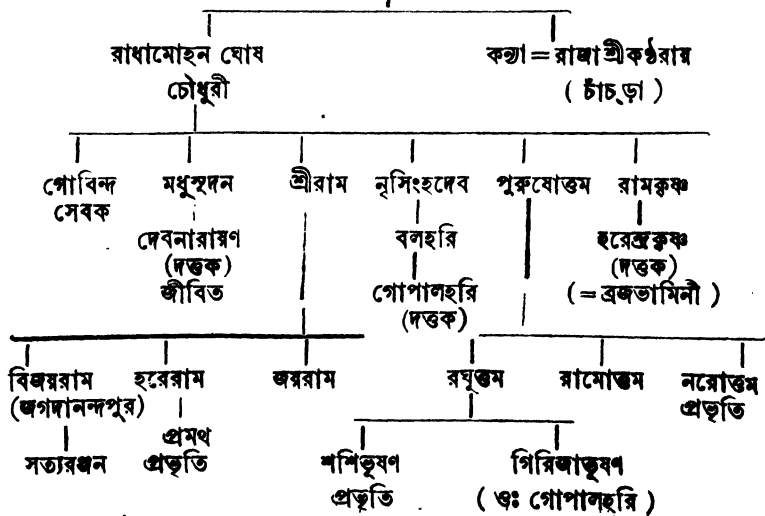 রাধামোহন ঘোষ কন্যা = রাজা শ্রীকণ্ঠরায়
চৌধুরী ( চাঁচ্‌ড়া )
গোবিন্দ মধুসূদন শ্রীরাম নৃসিংহদেব পুরুষোত্তম রামকৃষ্ণ
সেবক
দেবনারায়ণ বলহরি হরেন্দ্রকৃষ্ণ
(দত্তক) (দত্তক)
জীবিত গোপালহরি (=ব্রজভামিনী )
(দত্তক)
বিজয়রাম হরেরাম জয়রাম রঘূত্তম রামোত্তম নরোত্তম
(জগদানন্দপুর) প্রভৃতি
প্রমথ
সত্যরঞ্জন প্রভৃতি শশিভূষণ গিরিজাভূষণ
প্রভৃতি ( ওঃ গোপালহরি )